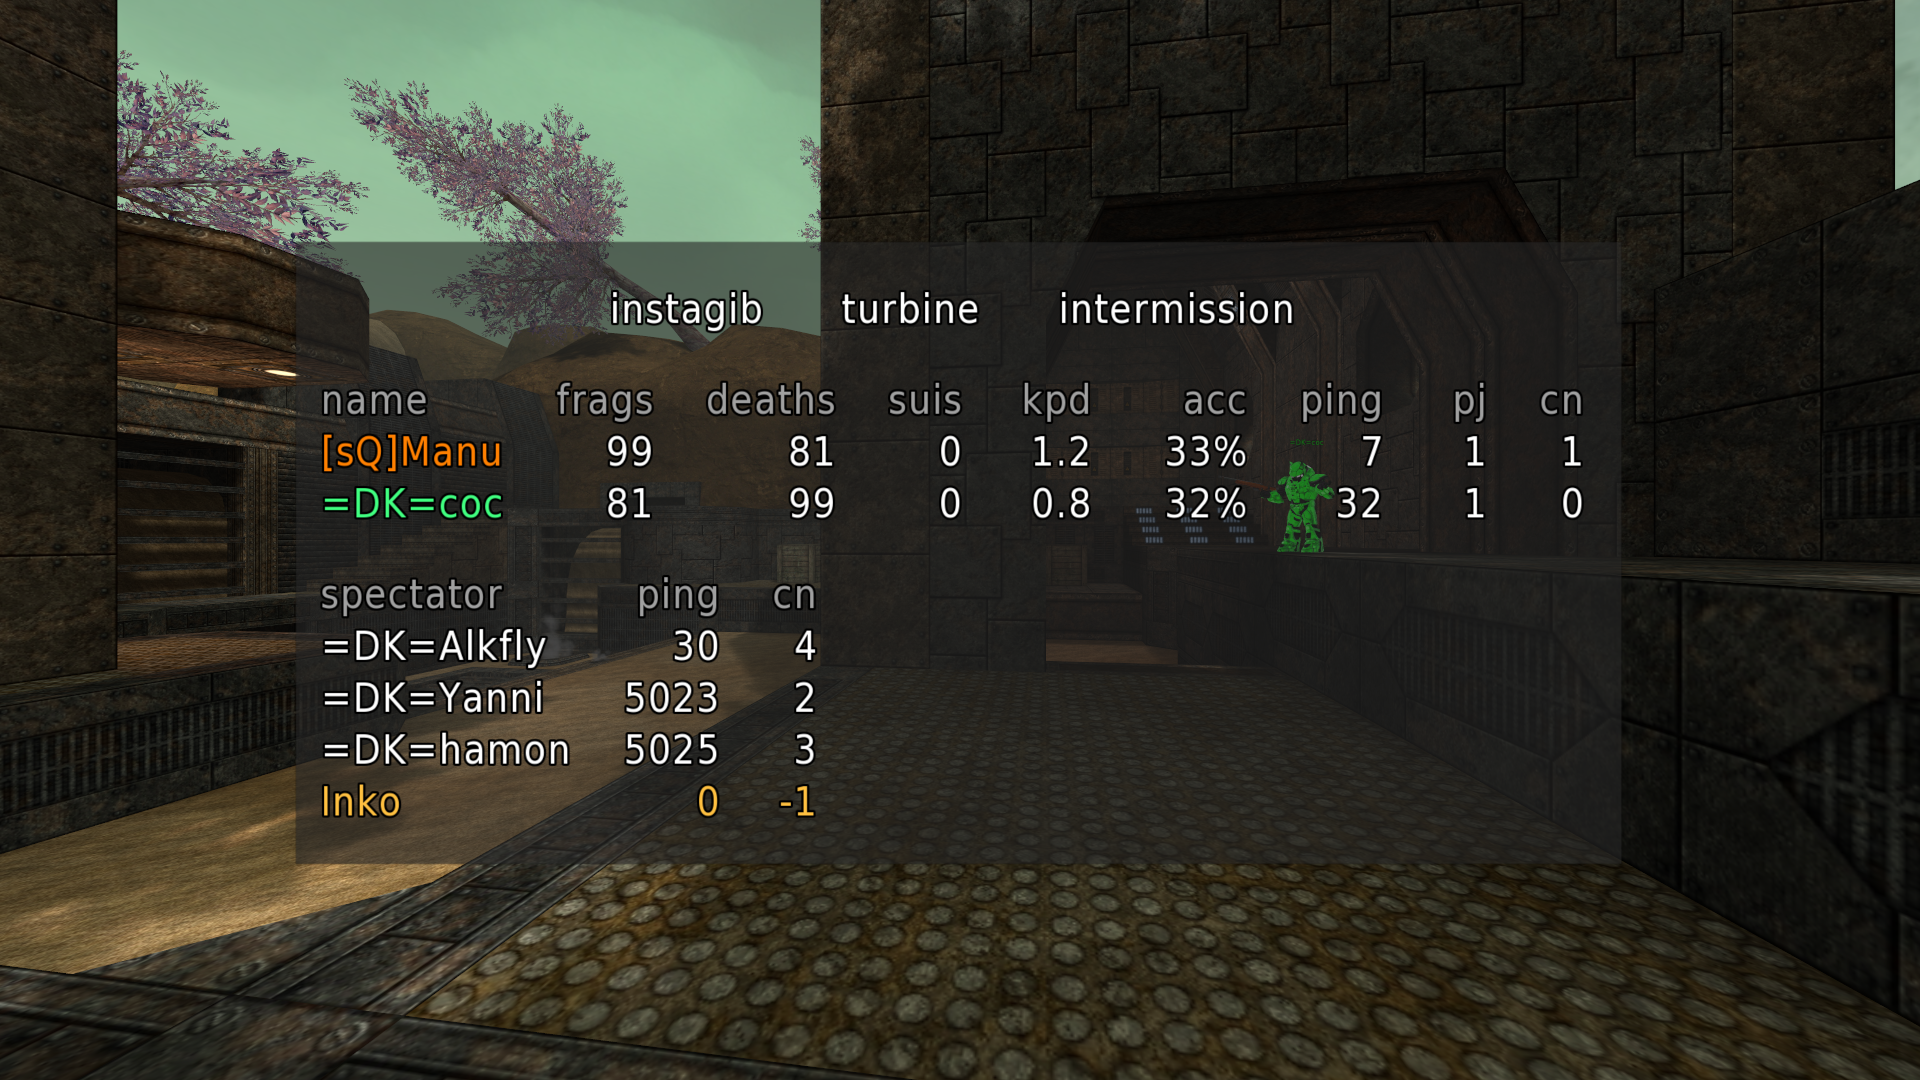 instagib turbine intermission
name frags deaths suis kpd acc ping pj cn
[sQ]Manu 99 81 0 1.2 33% 7 1 1
=DK=coc 81 99 0 0.8 32% 32 1 0
=DK=coc
spectator ping cn
=DK=Alkfly 30 4
=DK=Yanni 5023 2
=DK=hamon 5025 3
Inko 0 -1